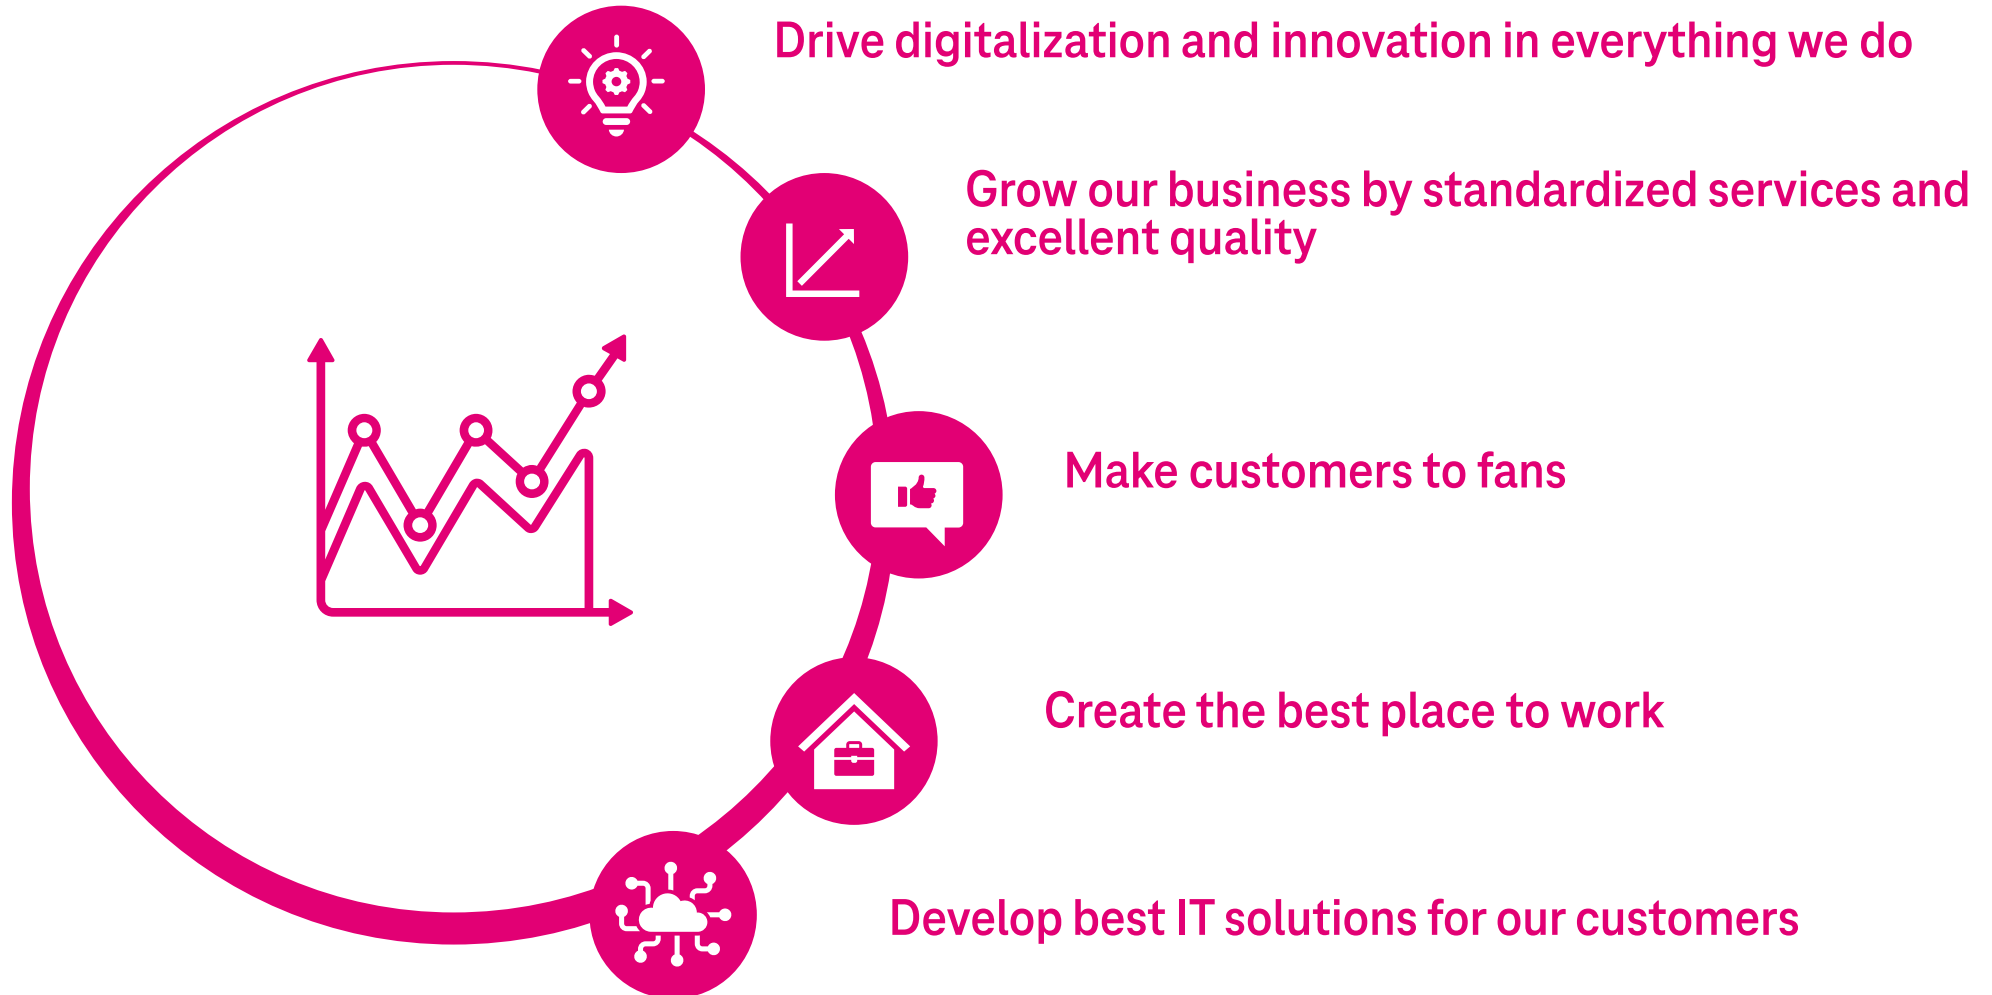 Drive digitalization and innovation in everything we do
Grow our business by standardized services and
excellent quality
Make customers to fans
Create the best place to work
Develop best IT solutions for our customers